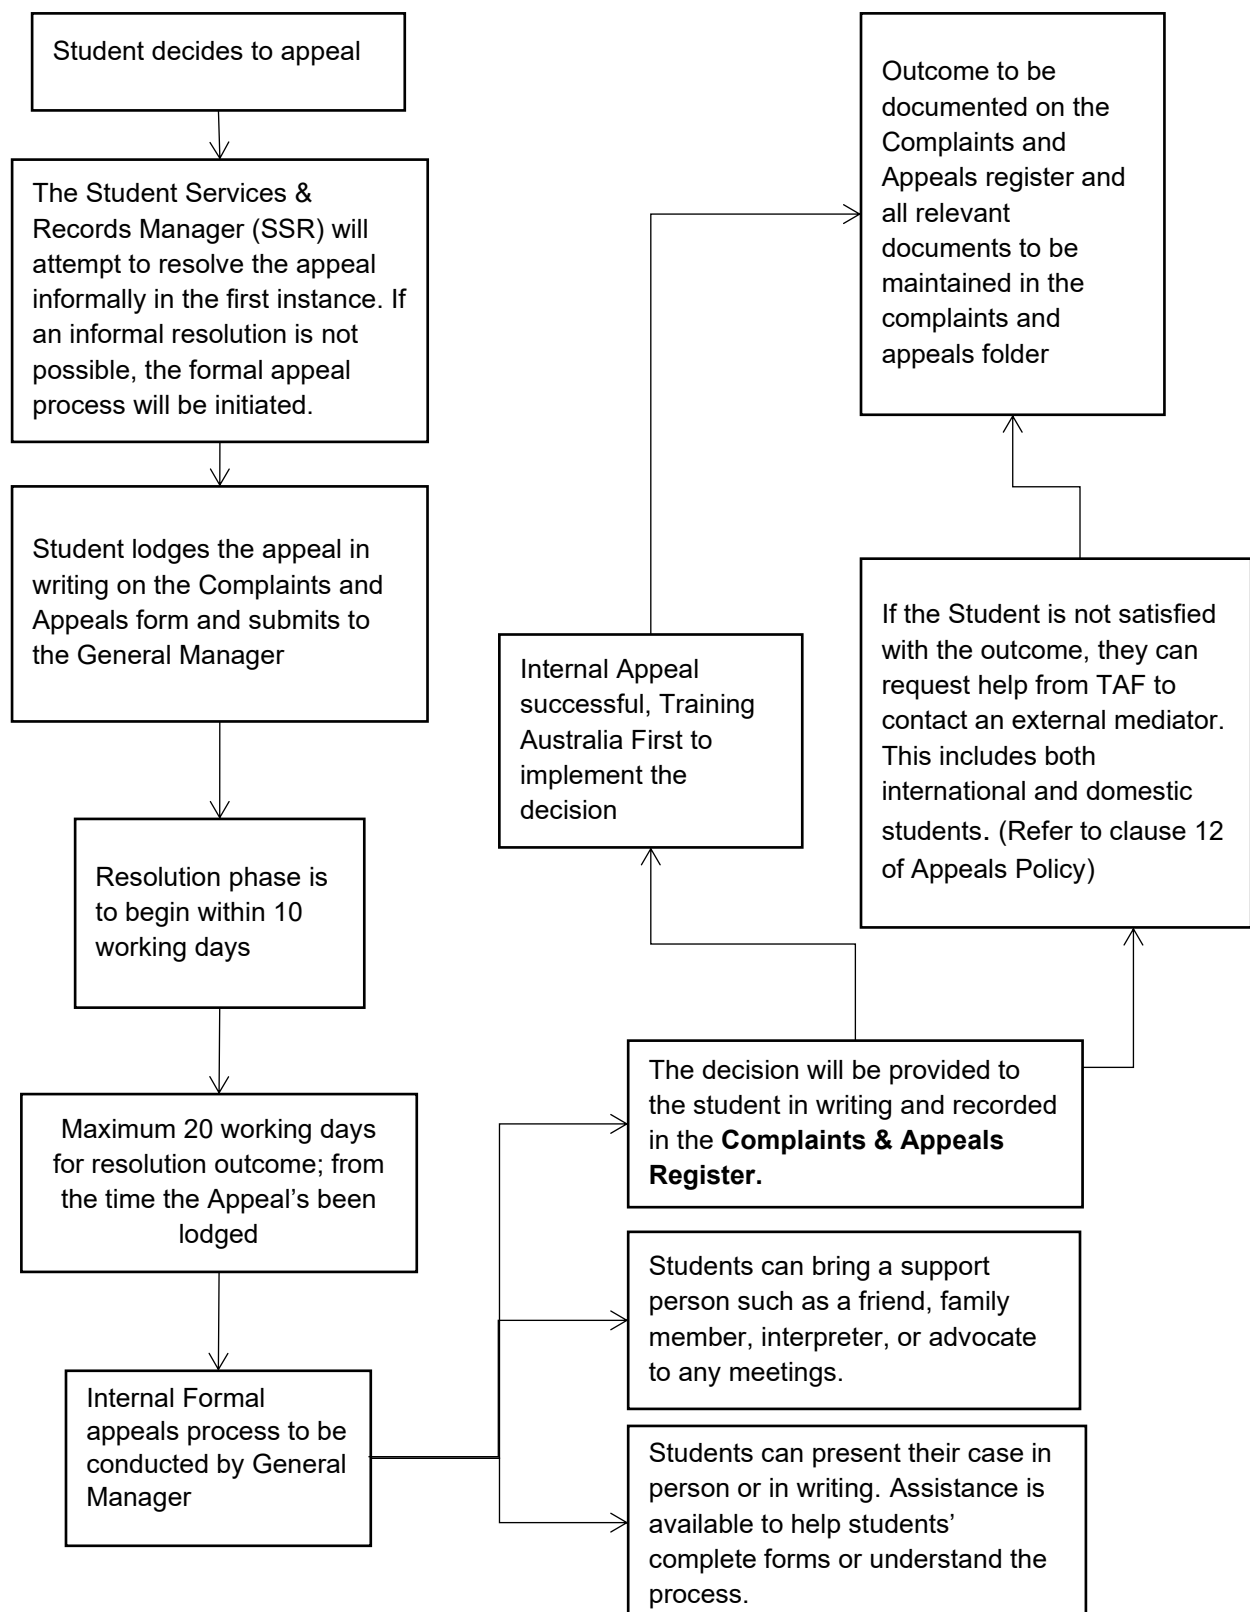 Student decides to appeal
The Student Services &
Records Manager (SSR) will
attempt to resolve the appeal
informally in the first instance. If
an informal resolution is not
possible, the formal appeal
process will be initiated.
Student lodges the appeal in
writing on the Complaints and
Appeals form and submits to
the General Manager
Resolution phase is
to begin within 10
working days
Maximum 20 working days
for resolution outcome; from
the time the Appeal’s been
lodged
Internal Formal
appeals process to be
conducted by General
Manager
The decision will be provided to
the student in writing and recorded
in the Complaints & Appeals
Register.
Students can bring a support
person such as a friend, family
member, interpreter, or advocate
to any meetings.
Students can present their case in
person or in writing. Assistance is
available to help students’
complete forms or understand the
process.
Internal Appeal
successful, Training
Australia First to
implement the
decision
If the Student is not satisfied
with the outcome, they can
request help from TAF to
contact an external mediator.
This includes both
international and domestic
students. (Refer to clause 12
of Appeals Policy)
Outcome to be
documented on the
Complaints and
Appeals register and
all relevant
documents to be
maintained in the
complaints and
appeals folder